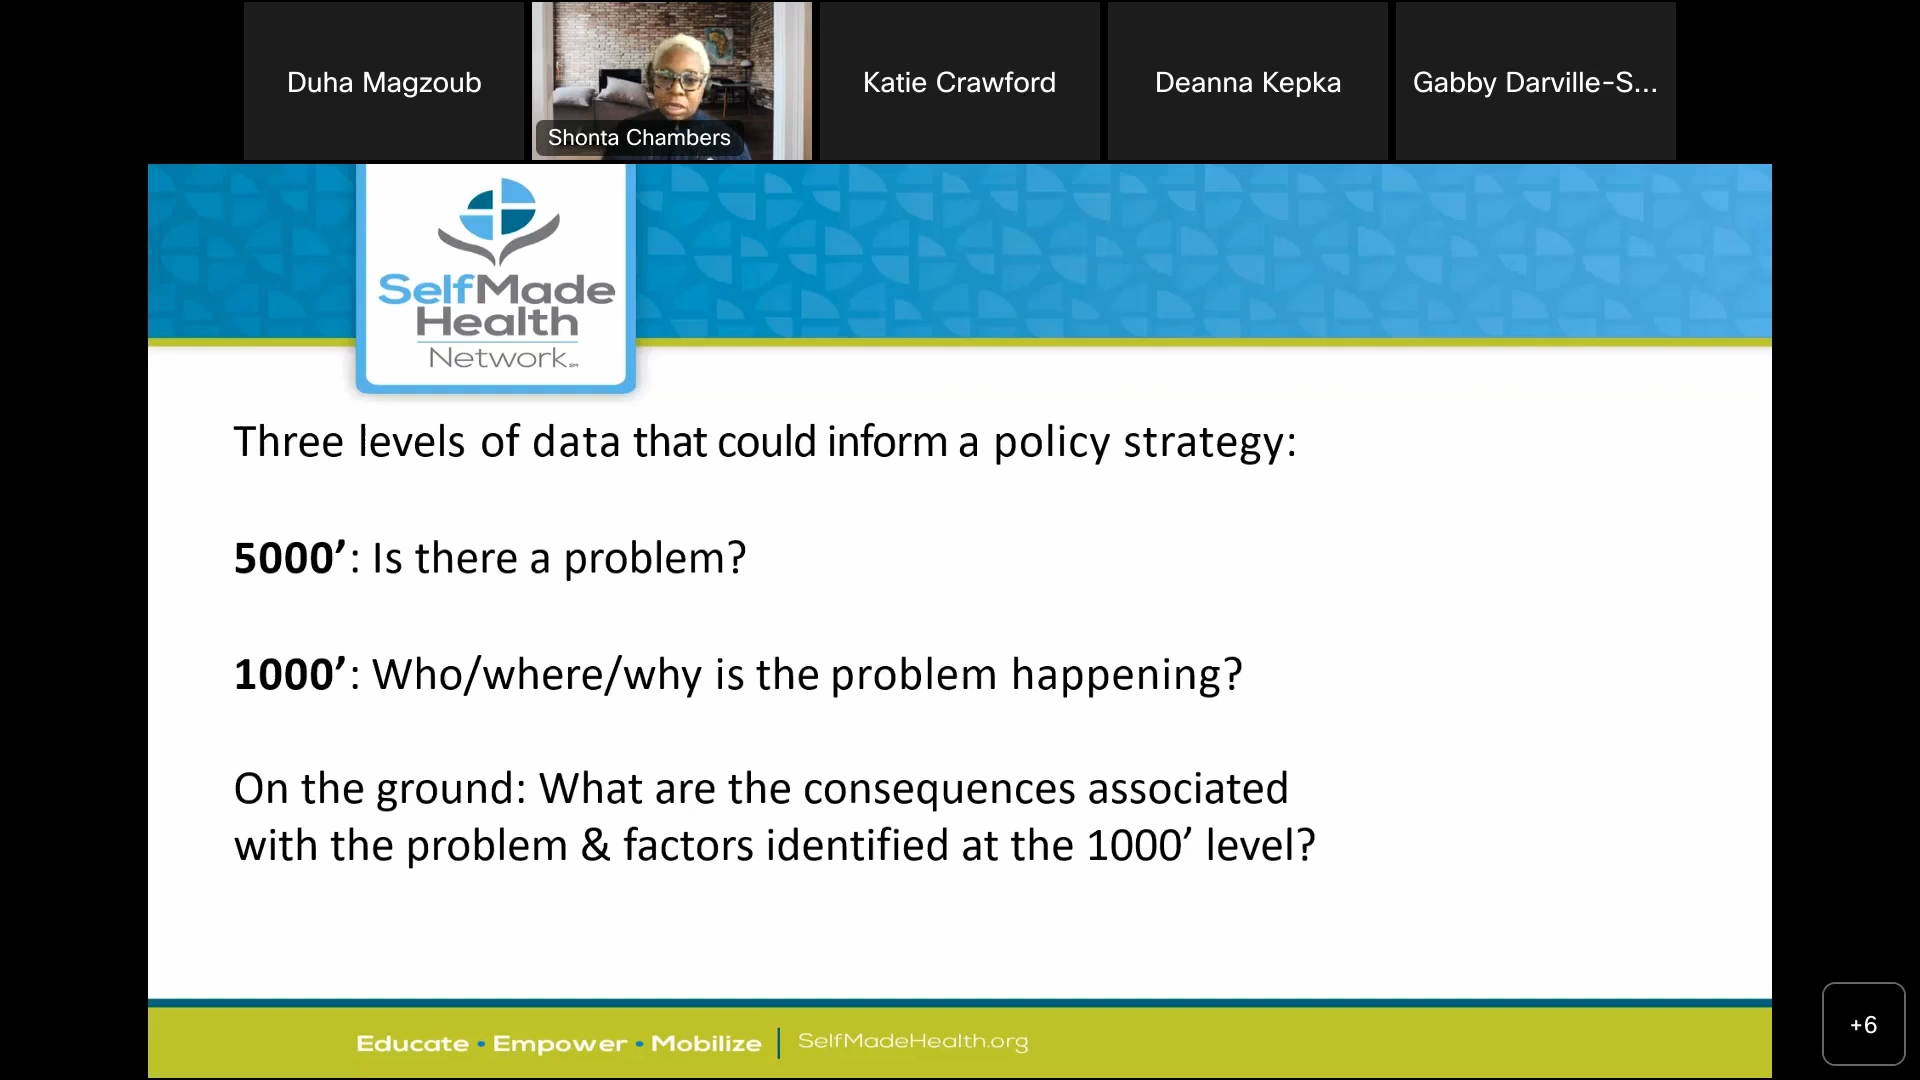 Duha Magzoub
Shonta Chambers
Katie Crawford
Deanna Kepka
Gabby Darville-S...
SelfMade
Health
Network℠
Three levels of data that could inform a policy strategy:
5000’: Is there a problem?
1000’: Who/where/why is the problem happening?
On the ground: What are the consequences associated
with the problem & factors identified at the 1000’ level?
Educate • Empower • Mobilize | SelfMadeHealth.org
+6